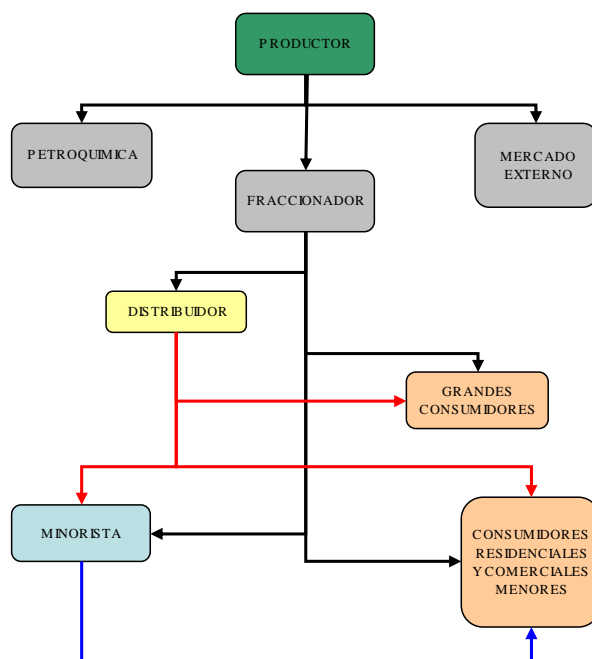 PRODUCTOR
PETROQUIMICA
MERCADO
EXTERNO
FRACCIONADOR
DISTRIBUIDOR
GRANDES
CONSUMIDORES
MINORISTA
CONSUMIDORES
RESIDENCIALES
Y COMERCIALES
MENORES